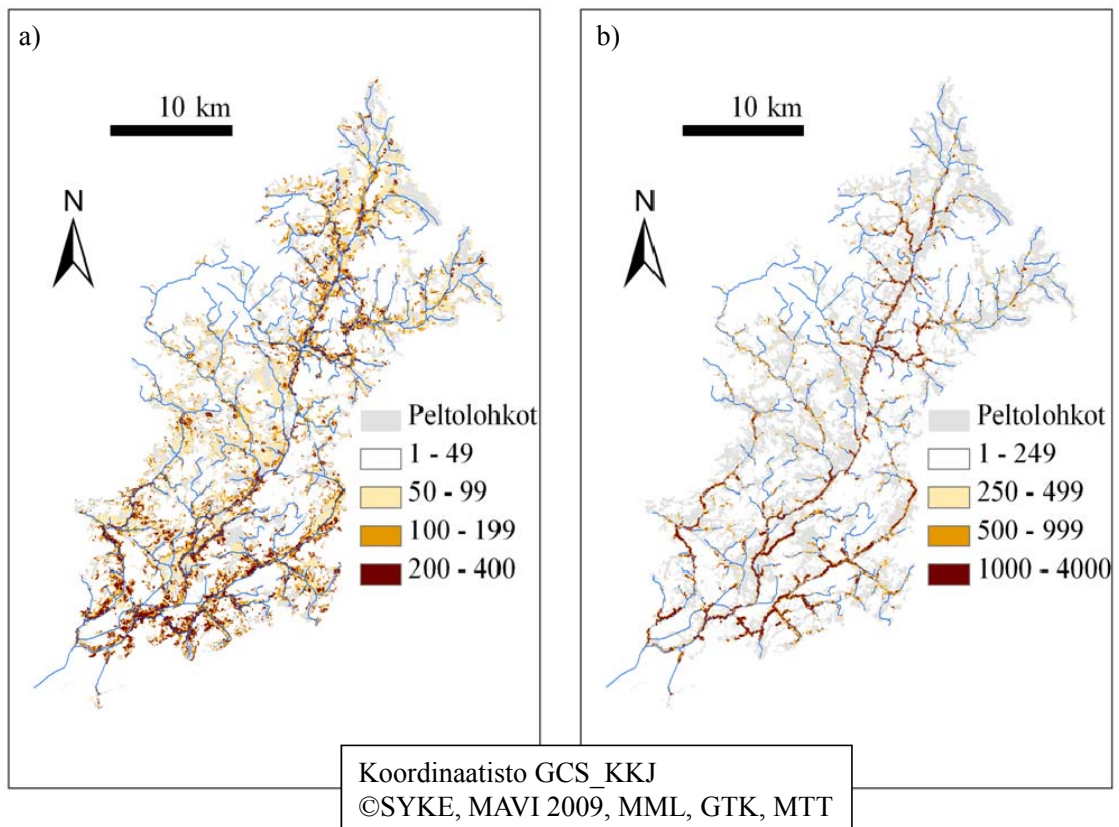 a)
10 km
N
Peltolohkot
1 - 49
50 - 99
100 - 199
200 - 400
b)
10 km
N
Peltolohkot
1 - 249
250 - 499
500 - 999
1000 - 4000
Koordinaatisto GCS_KKJ
©SYKE, MAVI 2009, MML, GTK, MTT